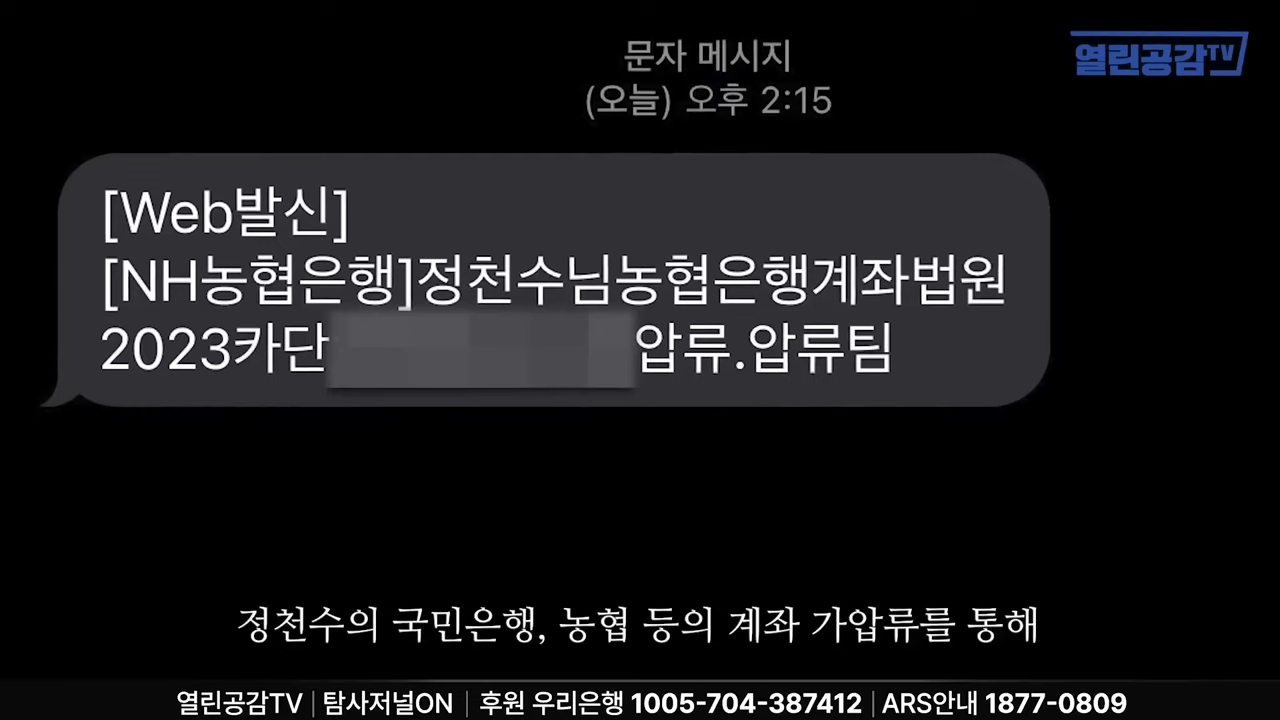 문자 메시지
(오늘) 오후 2:15
열린공감TV
[Web발신]
[NH농협은행]정천수님농협은행계좌법원
2023카단 압류.압류팀
정천수의 국민은행, 농협 등의 계좌 가압류를 통해
열린공감TV | 탐사저널ON | 후원 우리은행 1005-704-387412 | ARS안내 1877-0809